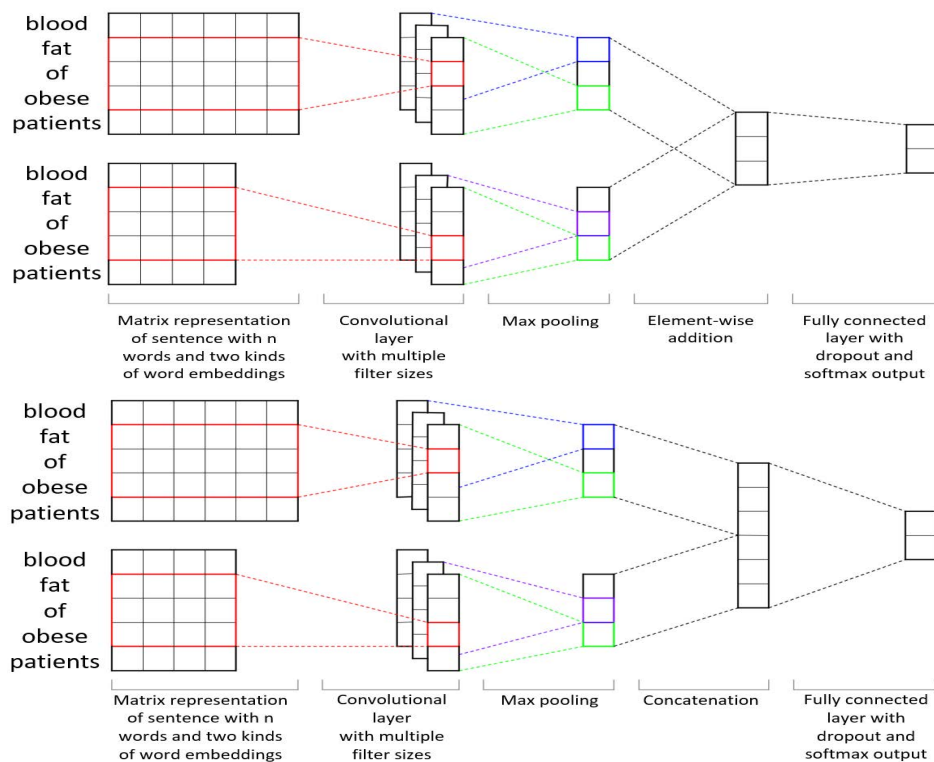 blood
fat
of
obese
patients
blood
fat
of
obese
patients
Matrix representation
of sentence with n
words and two kinds
of word embeddings
Convolutional
layer
with multiple
filter sizes
Max pooling
Element-wise
addition
Fully connected
layer with
dropout and
softmax output
blood
fat
of
obese
patients
blood
fat
of
obese
patients
Matrix representation
of sentence with n
words and two kinds
of word embeddings
Convolutional
layer
with multiple
filter sizes
Max pooling
Concatenation
Fully connected
layer with
dropout and
softmax output